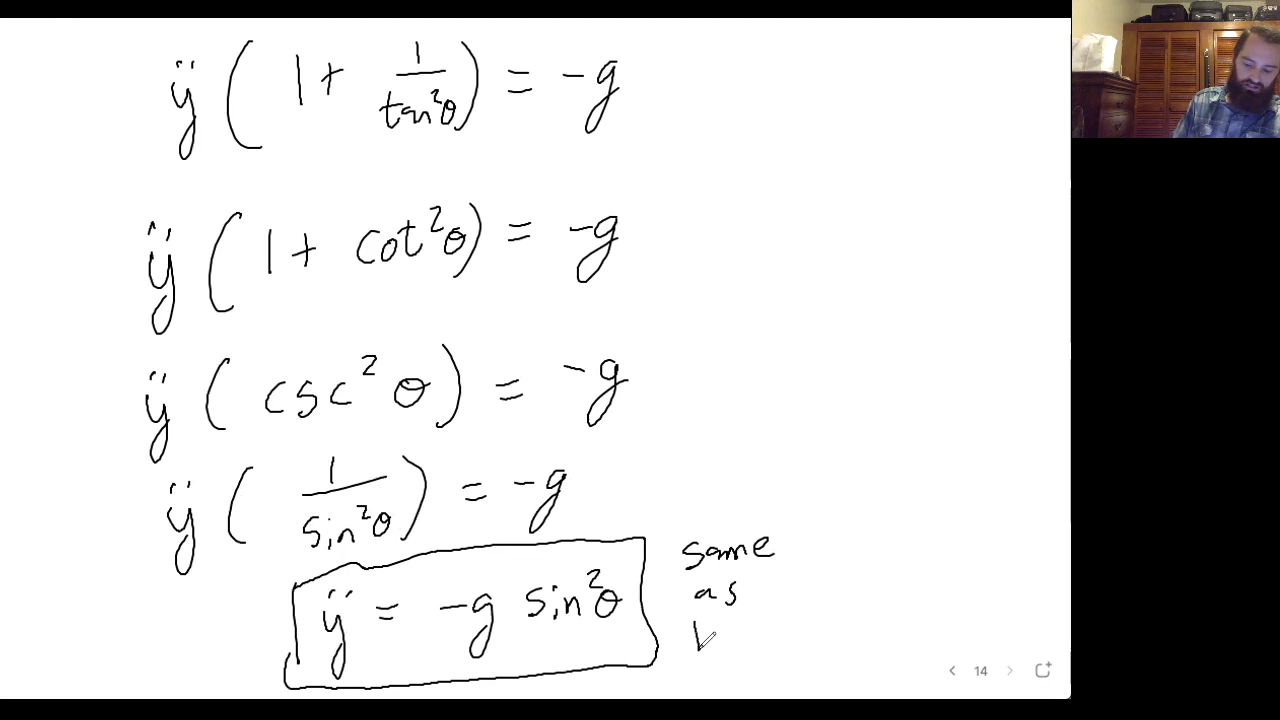 ÿ ( 1 + 1/tan²θ ) = -g
ÿ ( 1 + cot²θ ) = -g
ÿ ( csc²θ ) = -g
ÿ ( 1/sin²θ ) = -g
ÿ = -g sin²θ
same
as
14